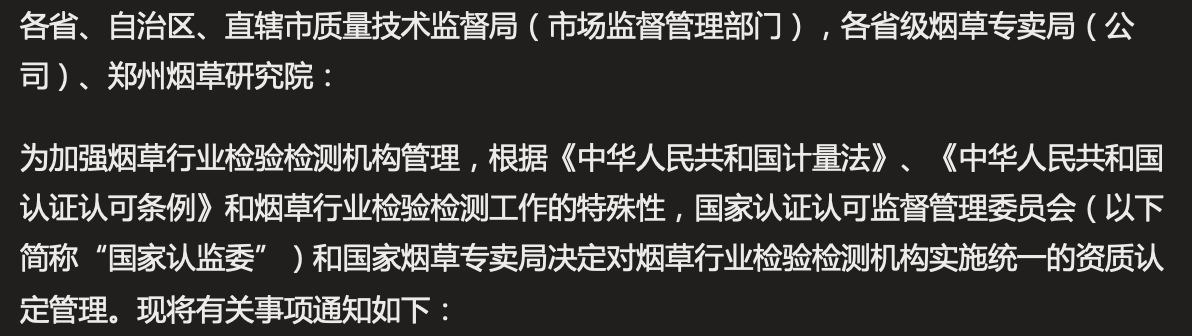 各省、自治区、直辖市质量技术监督局（市场监督管理部门），各省级烟草专卖局（公
司）、郑州烟草研究院：
为加强烟草行业检验检测机构管理，根据《中华人民共和国计量法》、《中华人民共和国
认证认可条例》和烟草行业检验检测工作的特殊性，国家认证认可监督管理委员会（以下
简称“国家认监委”）和国家烟草专卖局决定对烟草行业检验检测机构实施统一的资质认
定管理。现将有关事项通知如下：